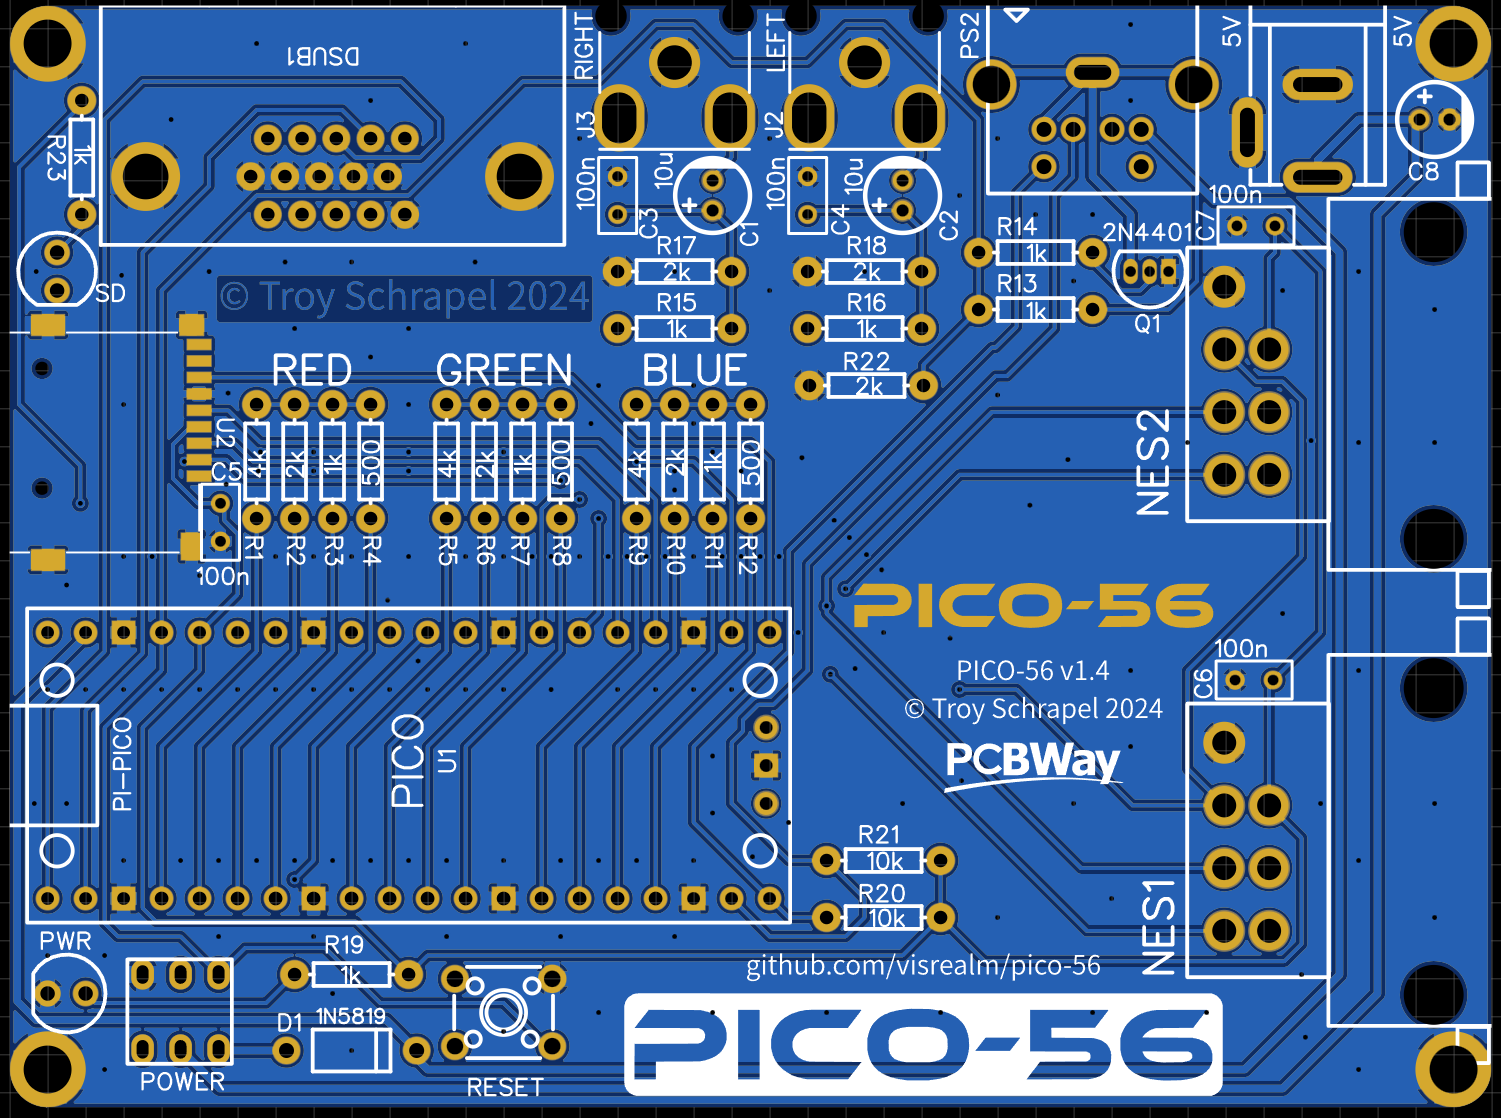 DSUB1
RIGHT
LEFT
PS2
5V
5V
R23
1k
J3
J2
100n
10u
100n
10u
C8
100n
C3
C1
C4
C2
C7
R17
2k
R18
2k
R14
1k
2N4401
SD
© Troy Schrapel 2024
R15
1k
R16
1k
R13
1k
Q1
RED
GREEN
BLUE
R22
2k
U2
C5
4k
2k
1k
500
4k
2k
1k
500
4k
2k
1k
500
NES2
R1
R2
R3
R4
R5
R6
R7
R8
R9
R10
R11
R12
100n
PICO-56
100n
PICO-56 v1.4
C6
© Troy Schrapel 2024
PI-PICO
PICO
U1
PCBWay
R21
10k
R20
10k
NES1
PWR
R19
1k
github.com/visrealm/pico-56
D1
1N5819
PICO-56
POWER
RESET